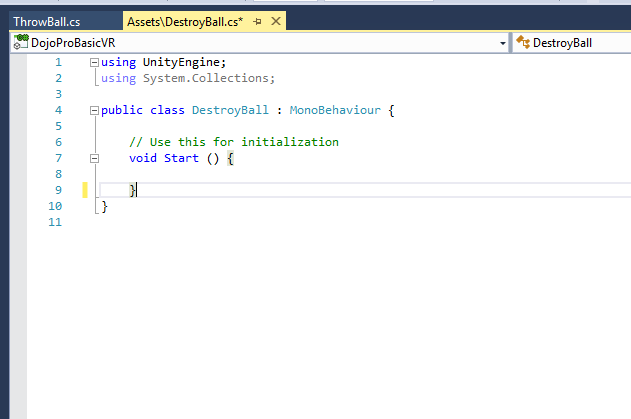 ThrowBall.cs Assets\DestroyBall.cs*
DojoProBasicVR DestroyBall
1 using UnityEngine;
2 using System.Collections;
3
4 public class DestroyBall : MonoBehaviour {
5
6 // Use this for initialization
7 void Start () {
8
9 }
10 }
11